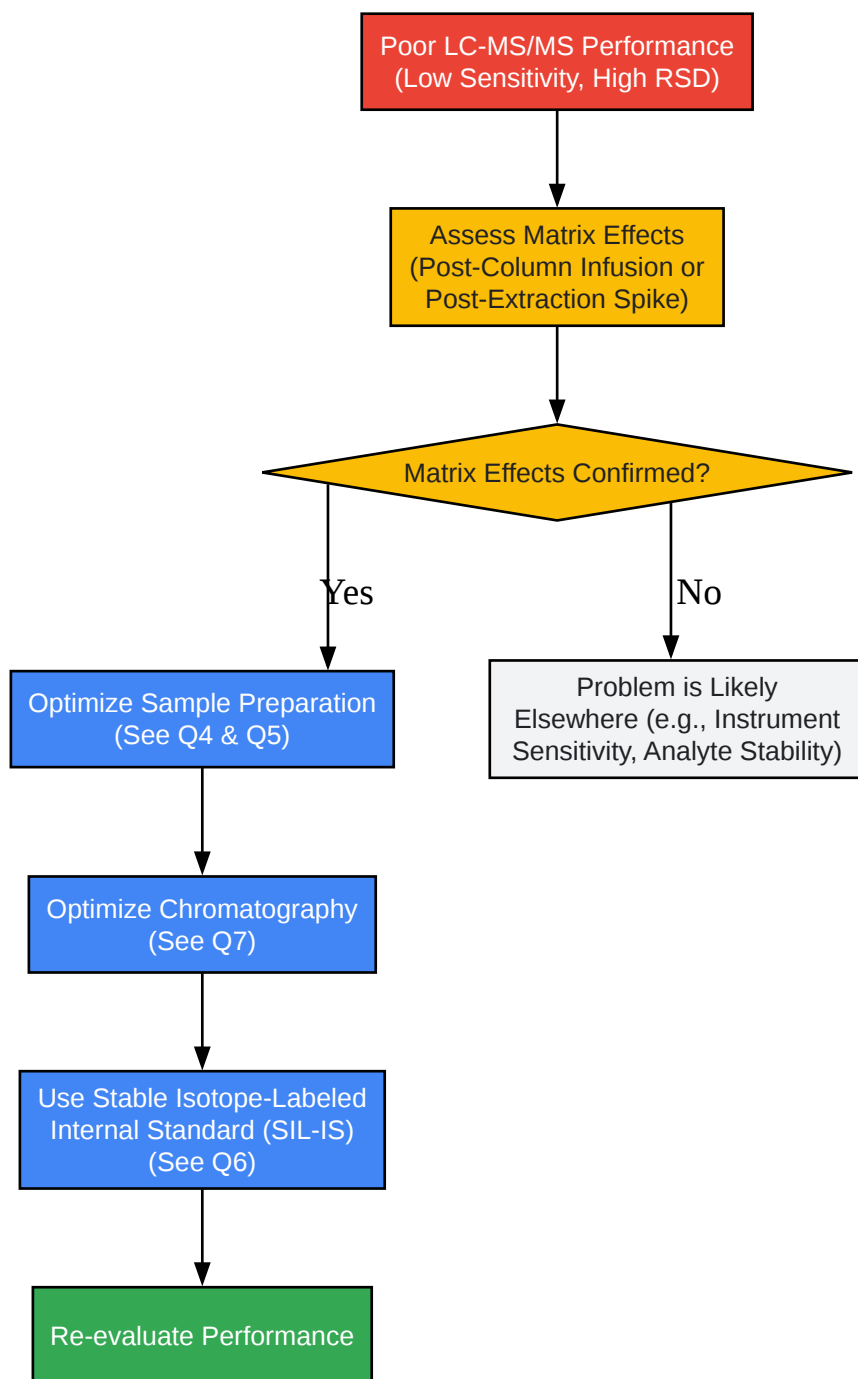 Poor LC-MS/MS Performance
(Low Sensitivity, High RSD)
Assess Matrix Effects
(Post-Column Infusion or
Post-Extraction Spike)
Matrix Effects Confirmed?
Yes
No
Optimize Sample Preparation
(See Q4 & Q5)
Problem is Likely
Elsewhere (e.g., Instrument
Sensitivity, Analyte Stability)
Optimize Chromatography
(See Q7)
Use Stable Isotope-Labeled
Internal Standard (SIL-IS)
(See Q6)
Re-evaluate Performance